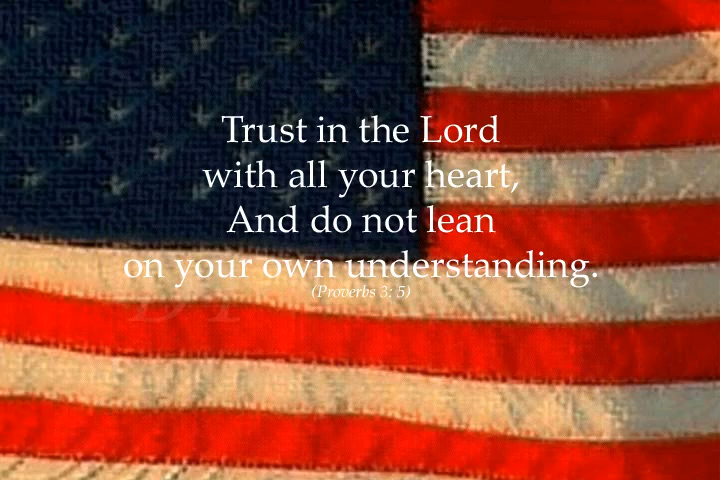 Trust in the Lord
with all your heart,
And do not lean
on your own understanding.
(Proverbs 3: 5)